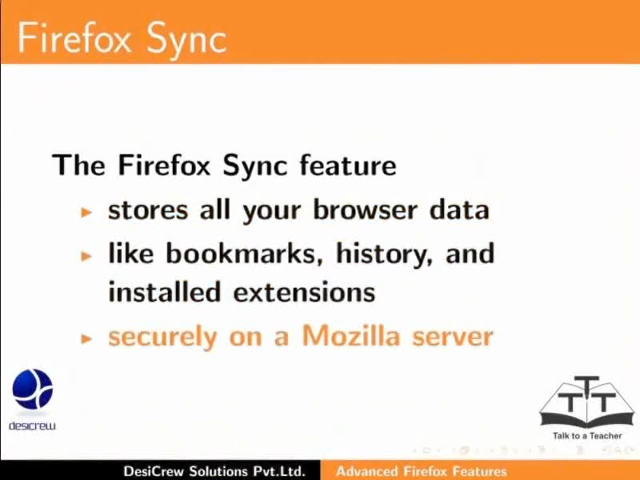 Firefox Sync
The Firefox Sync feature
stores all your browser data
like bookmarks, history, and
installed extensions
securely on a Mozilla server
desicrew
TTT
Talk to a Teacher
DesiCrew Solutions Pvt.Ltd. Advanced Firefox Features